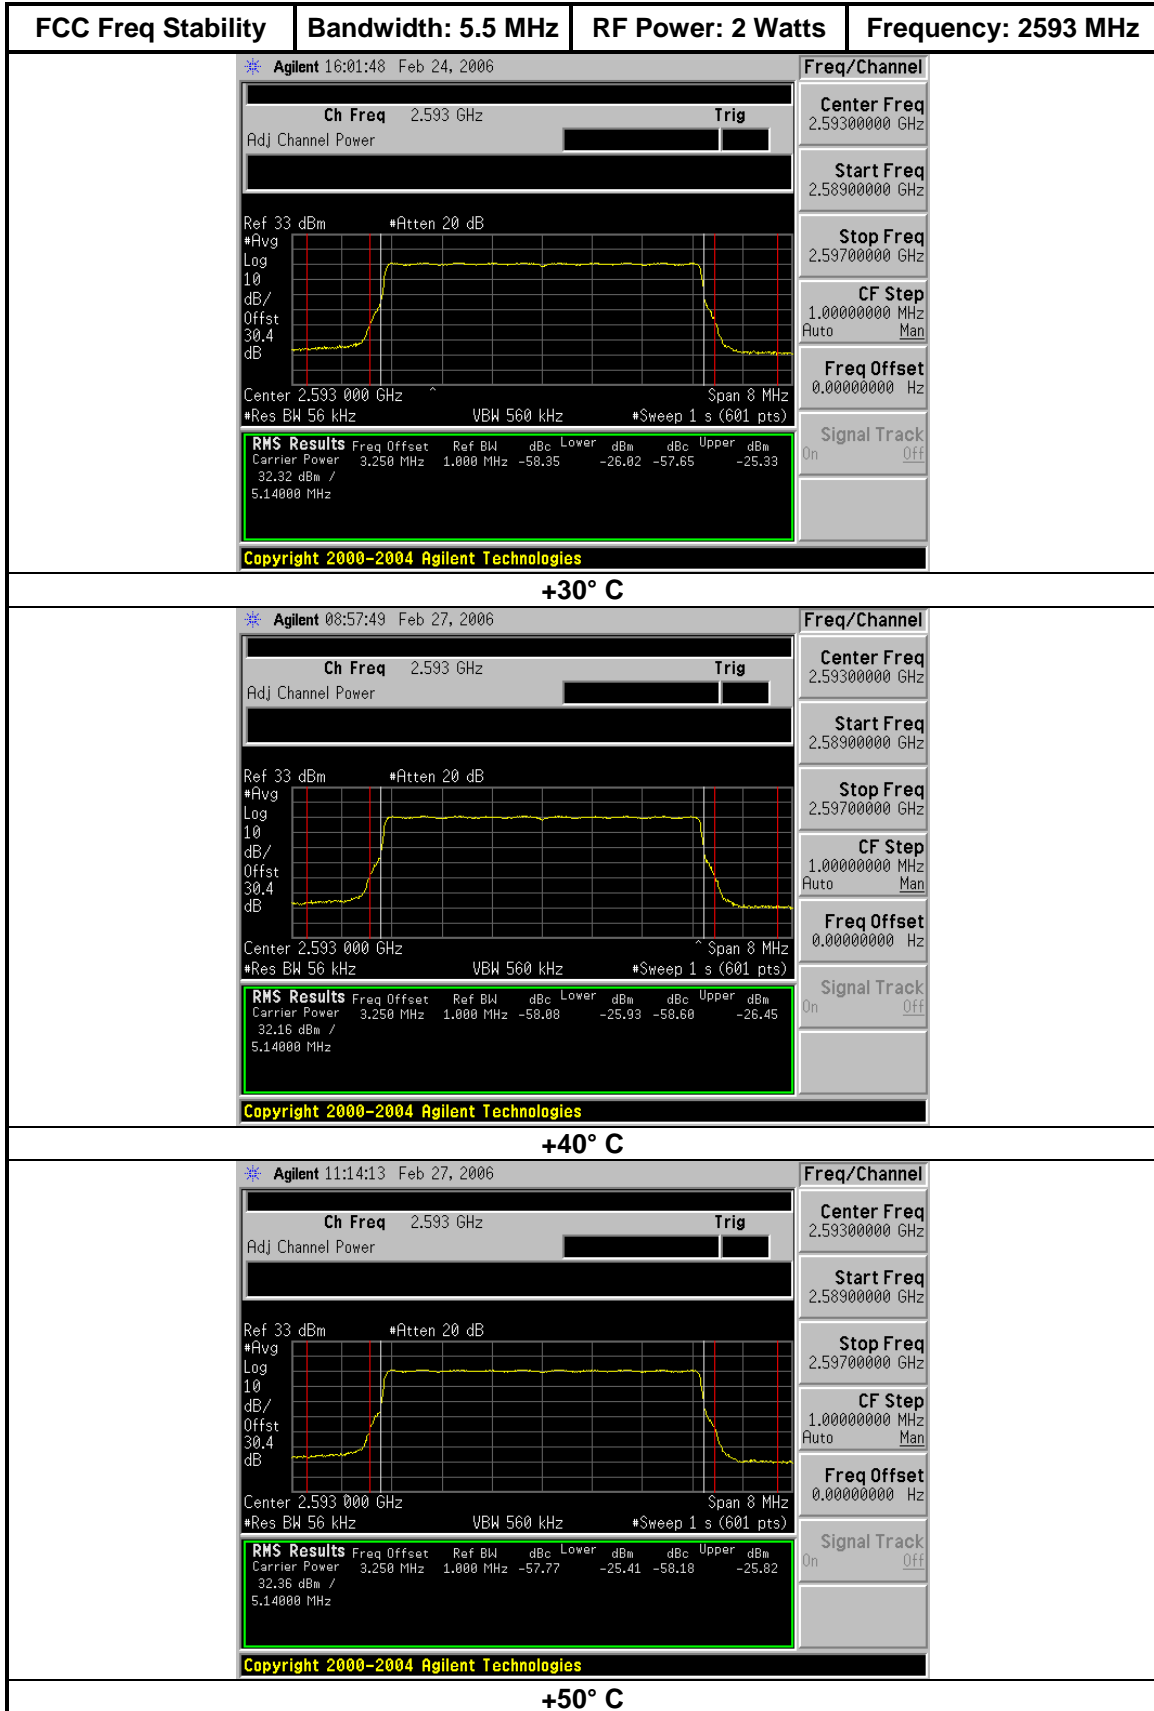 FCC Freq Stability Bandwidth: 5.5 MHz RF Power: 2 Watts Frequency: 2593 MHz
Agilent 16:01:48 Feb 24, 2006 Freq/Channel
Ch Freq 2.593 GHz Trig
Adj Channel Power
Center Freq
2.59300000 GHz
Start Freq
2.58900000 GHz
Stop Freq
2.59700000 GHz
CF Step
1.00000000 MHz
Auto Man
Freq Offset
0.00000000 Hz
Signal Track
On Off
Ref 33 dBm #Atten 20 dB
#Avg
Log
10
dB/
Offst
30.4
dB
Center 2.593 000 GHz ^ Span 8 MHz
#Res BW 56 kHz VBW 560 kHz #Sweep 1 s (601 pts)
RMS Results Freq Offset Ref BW dBc Lower dBm dBc Upper dBm
Carrier Power 3.250 MHz 1.000 MHz -58.35 -26.02 -57.65 -25.33
32.32 dBm /
5.14000 MHz
Copyright 2000-2004 Agilent Technologies
+30° C
Agilent 08:57:49 Feb 27, 2006 Freq/Channel
Ch Freq 2.593 GHz Trig
Adj Channel Power
Center Freq
2.59300000 GHz
Start Freq
2.58900000 GHz
Stop Freq
2.59700000 GHz
CF Step
1.00000000 MHz
Auto Man
Freq Offset
0.00000000 Hz
Signal Track
On Off
Ref 33 dBm #Atten 20 dB
#Avg
Log
10
dB/
Offst
30.4
dB
Center 2.593 000 GHz ^ Span 8 MHz
#Res BW 56 kHz VBW 560 kHz #Sweep 1 s (601 pts)
RMS Results Freq Offset Ref BW dBc Lower dBm dBc Upper dBm
Carrier Power 3.250 MHz 1.000 MHz -58.08 -25.93 -58.60 -26.45
32.16 dBm /
5.14000 MHz
Copyright 2000-2004 Agilent Technologies
+40° C
Agilent 11:14:13 Feb 27, 2006 Freq/Channel
Ch Freq 2.593 GHz Trig
Adj Channel Power
Center Freq
2.59300000 GHz
Start Freq
2.58900000 GHz
Stop Freq
2.59700000 GHz
CF Step
1.00000000 MHz
Auto Man
Freq Offset
0.00000000 Hz
Signal Track
On Off
Ref 33 dBm #Atten 20 dB
#Avg
Log
10
dB/
Offst
30.4
dB
Center 2.593 000 GHz Span 8 MHz
#Res BW 56 kHz VBW 560 kHz #Sweep 1 s (601 pts)
RMS Results Freq Offset Ref BW dBc Lower dBm dBc Upper dBm
Carrier Power 3.250 MHz 1.000 MHz -57.77 -25.41 -58.18 -25.82
32.36 dBm /
5.14000 MHz
Copyright 2000-2004 Agilent Technologies
+50° C